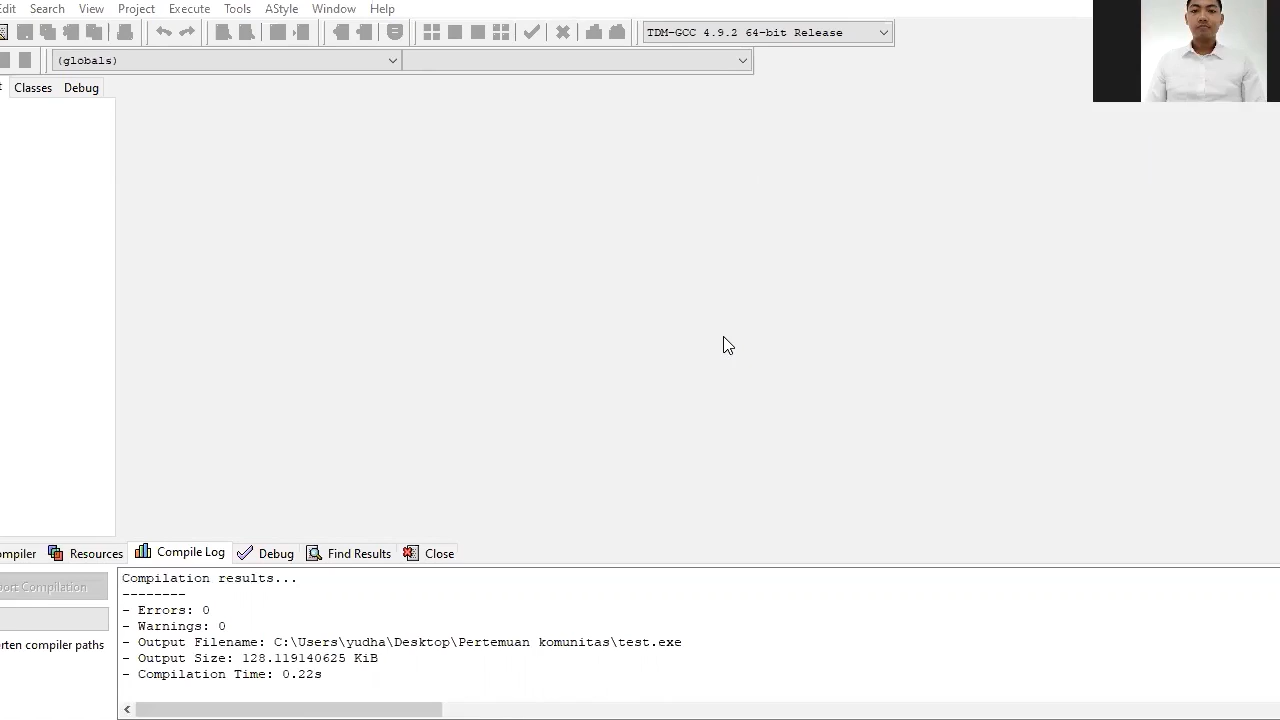 Edit Search View Project Execute Tools AStyle Window Help
TDM-GCC 4.9.2 64-bit Release
(globals)
Classes Debug
ompiler Resources Compile Log Debug Find Results Close
Compilation results...
--------
- Errors: 0
- Warnings: 0
- Output Filename: C:\Users\yudha\Desktop\Pertemuan komunitas\test.exe
- Output Size: 128.119140625 KiB
- Compilation Time: 0.22s
ort Compilation
rten compiler paths